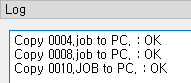 Log
Copy 0004,job to PC, : OK
Copy 0008,job to PC, : OK
Copy 0010,JOB to PC, : OK